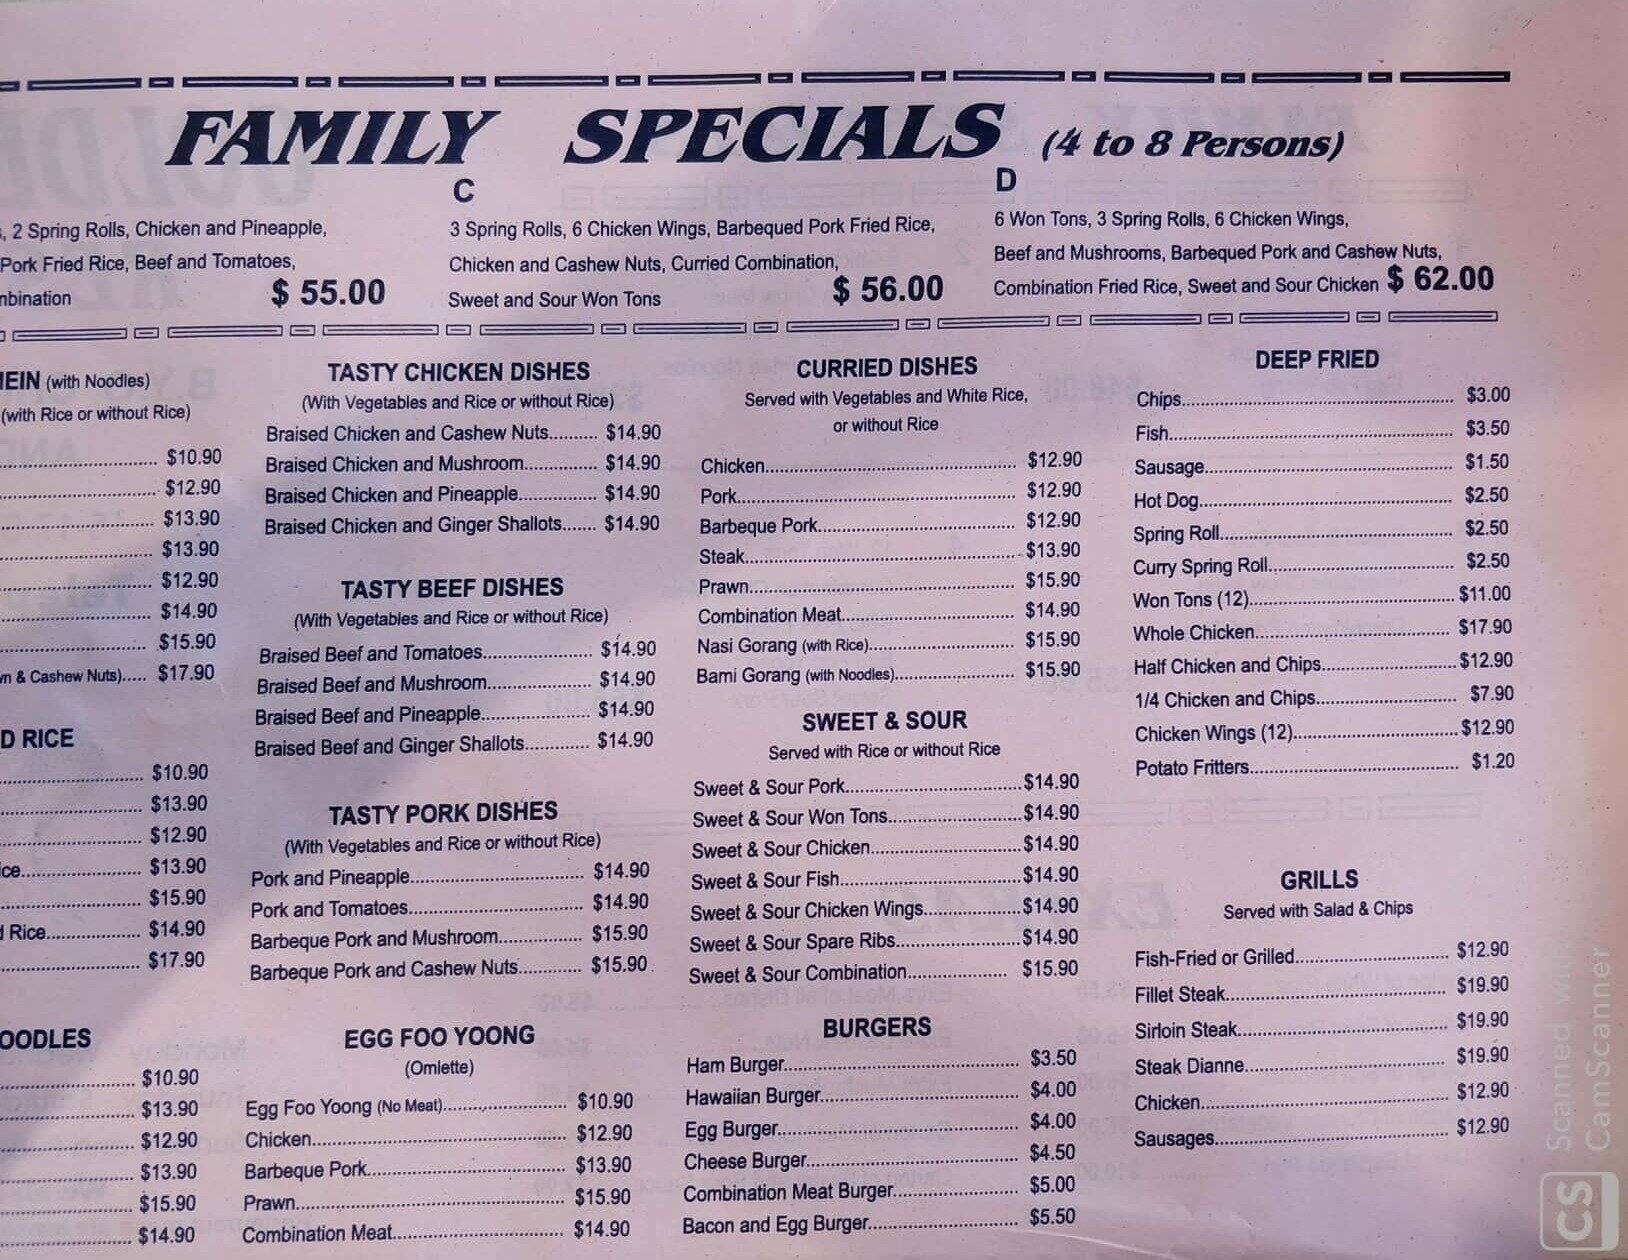 FAMILY SPECIALS (4 to 8 Persons)
2 Spring Rolls, Chicken and Pineapple,
Pork Fried Rice, Beef and Tomatoes,
$ 55.00
C
3 Spring Rolls, 6 Chicken Wings, Barbequed Pork Fried Rice,
Chicken and Cashew Nuts, Curried Combination,
Sweet and Sour Won Tons $ 56.00
D
6 Won Tons, 3 Spring Rolls, 6 Chicken Wings,
Beef and Mushrooms, Barbequed Pork and Cashew Nuts,
Combination Fried Rice, Sweet and Sour Chicken $ 62.00
(with Noodles)
(with Rice or without Rice)
$10.90
$12.90
$13.90
$13.90
$12.90
$14.90
$15.90
& Cashew Nuts)..... $17.90
RICE
$10.90
$13.90
$12.90
$13.90
$15.90
Rice.................. $14.90
$17.90
$10.90
$13.90
$12.90
$13.90
$15.90
$14.90
TASTY CHICKEN DISHES
(With Vegetables and Rice or without Rice)
Braised Chicken and Cashew Nuts.......... $14.90
Braised Chicken and Mushroom............... $14.90
Braised Chicken and Pineapple................ $14.90
Braised Chicken and Ginger Shallots....... $14.90
TASTY BEEF DISHES
(With Vegetables and Rice or without Rice)
Braised Beef and Tomatoes...................... $14.90
Braised Beef and Mushroom..................... $14.90
Braised Beef and Pineapple...................... $14.90
Braised Beef and Ginger Shallots............. $14.90
TASTY PORK DISHES
(With Vegetables and Rice or without Rice)
Pork and Pineapple................................... $14.90
Pork and Tomatoes................................... $14.90
Barbeque Pork and Mushroom................. $15.90
Barbeque Pork and Cashew Nuts............. $15.90
EGG FOO YOONG
(Omlette)
Egg Foo Yoong (No Meat)......................... $10.90
Chicken.................................................... $12.90
Barbeque Pork.......................................... $13.90
Prawn....................................................... $15.90
Combination Meat..................................... $14.90
CURRIED DISHES
Served with Vegetables and White Rice,
or without Rice
Chicken.................................................... $12.90
Pork.......................................................... $12.90
Barbeque Pork.......................................... $12.90
Steak........................................................ $13.90
Prawn....................................................... $15.90
Combination Meat..................................... $14.90
Nasi Gorang (with Rice)............................ $15.90
Bami Gorang (with Noodles)...................... $15.90
SWEET & SOUR
Served with Rice or without Rice
Sweet & Sour Pork.................................... $14.90
Sweet & Sour Won Tons............................ $14.90
Sweet & Sour Chicken............................... $14.90
Sweet & Sour Fish..................................... $14.90
Sweet & Sour Chicken Wings.................... $14.90
Sweet & Sour Spare Ribs.......................... $14.90
Sweet & Sour Combination........................ $15.90
BURGERS
Ham Burger............................................... $3.50
Hawaiian Burger........................................ $4.00
Egg Burger................................................ $4.00
Cheese Burger.......................................... $4.50
Combination Meat Burger.......................... $5.00
Bacon and Egg Burger.............................. $5.50
DEEP FRIED
Chips......................................................... $3.00
Fish........................................................... $3.50
Sausage.................................................... $1.50
Hot Dog..................................................... $2.50
Spring Roll................................................. $2.50
Curry Spring Roll....................................... $2.50
Won Tons (12)........................................... $11.00
Whole Chicken.......................................... $17.90
Half Chicken and Chips............................. $12.90
1/4 Chicken and Chips.............................. $7.90
Chicken Wings (12)................................... $12.90
Potato Fritters............................................ $1.20
GRILLS
Served with Salad & Chips
Fish-Fried or Grilled................................... $12.90
Fillet Steak................................................ $19.90
Sirloin Steak.............................................. $19.90
Steak Dianne............................................. $19.90
Chicken..................................................... $12.90
Sausages.................................................. $12.90
CS
Scanned with
CamScanner